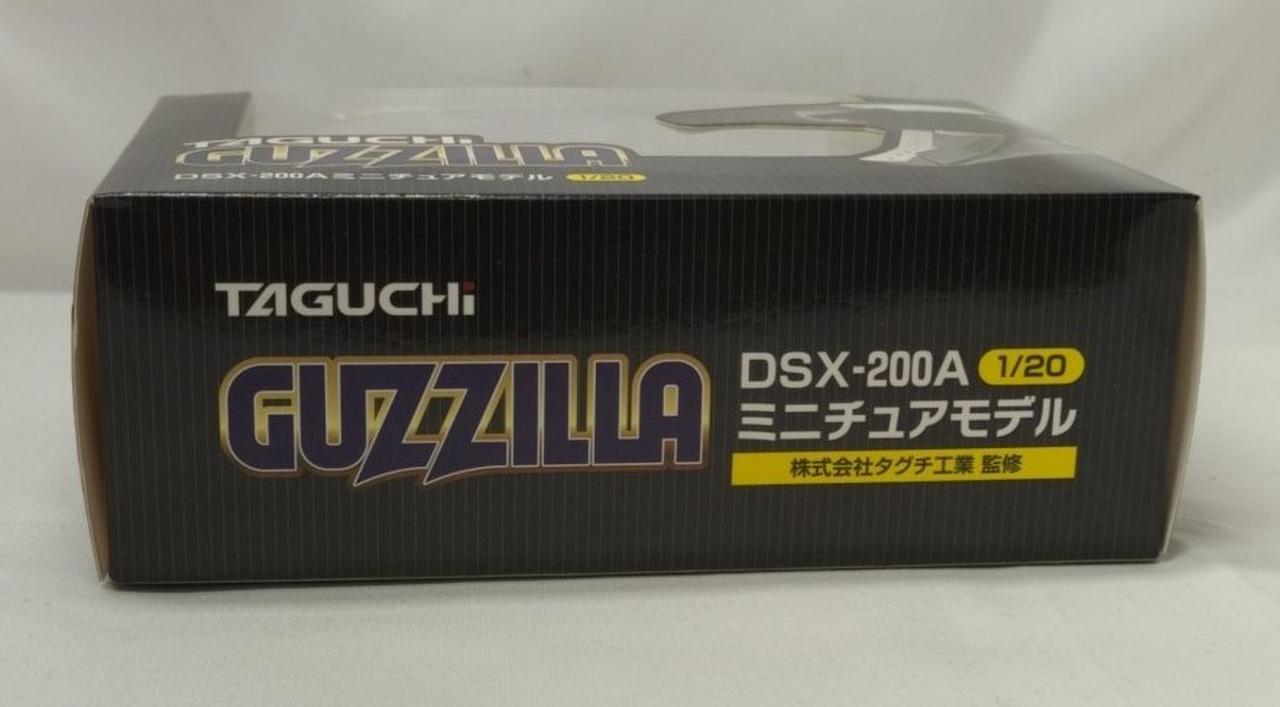 TAGUCHi
GUZZILLA
DSX-200Aミニチュアモデル 1/20
TAGUCHi
GUZZILLA
DSX-200A 1/20
ミニチュアモデル
株式会社タグチ工業 監修